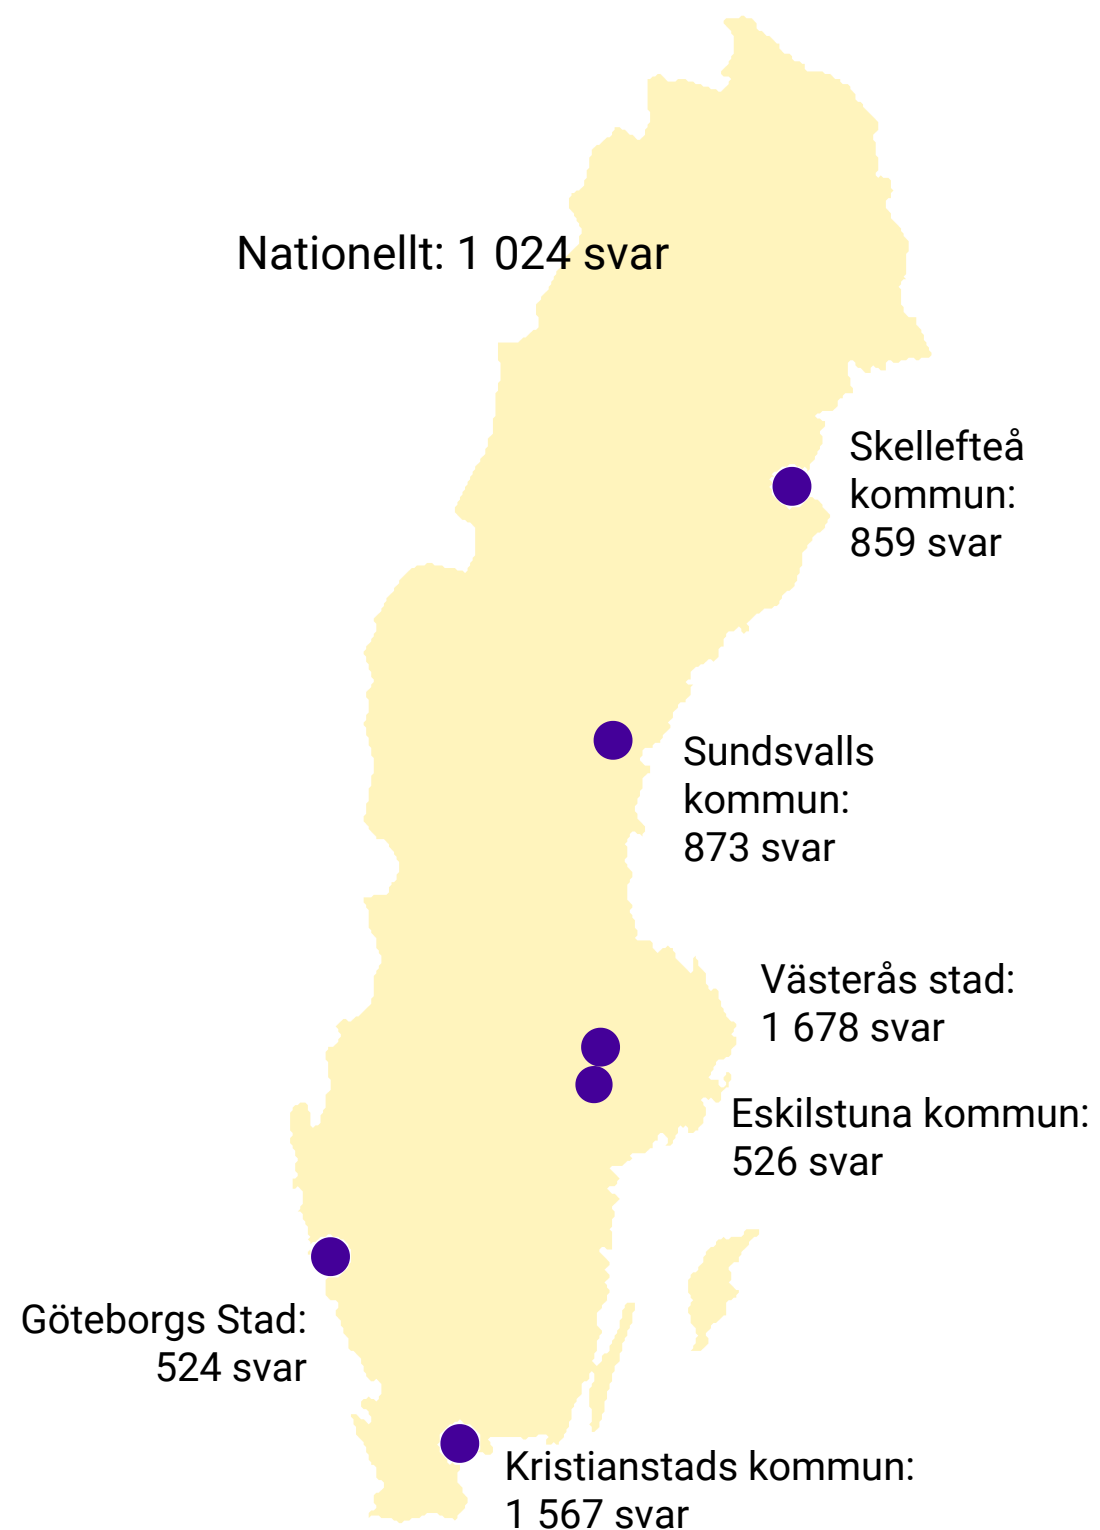 Nationellt: 1 024 svar
Skellefteå
kommun:
859 svar
Sundsvalls
kommun:
873 svar
Västerås stad:
1 678 svar
Eskilstuna kommun:
526 svar
Göteborgs Stad:
524 svar
Kristianstads kommun:
1 567 svar